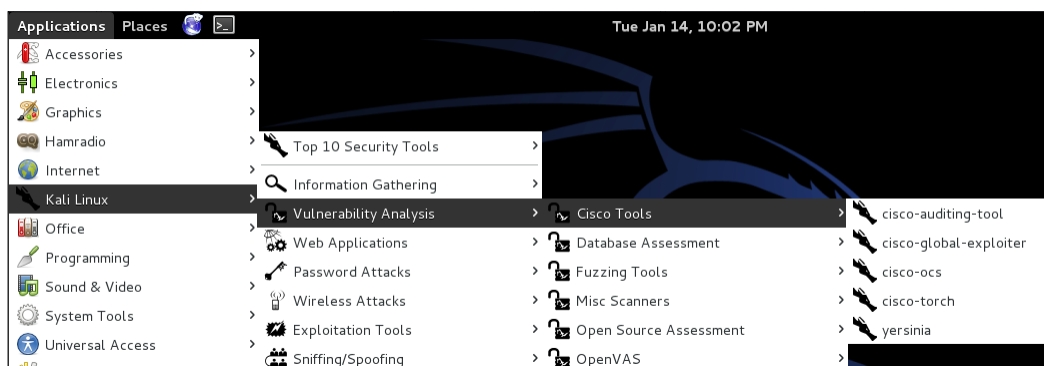 Applications Places Tue Jan 14, 10:02 PM
Accessories
Electronics
Graphics
Hamradio
Internet
Kali Linux
Office
Programming
Sound & Video
System Tools
Universal Access
Top 10 Security Tools
Information Gathering
Vulnerability Analysis
Web Applications
Password Attacks
Wireless Attacks
Exploitation Tools
Sniffing/Spoofing
Cisco Tools
Database Assessment
Fuzzing Tools
Misc Scanners
Open Source Assessment
OpenVAS
cisco-auditing-tool
cisco-global-exploiter
cisco-ocs
cisco-torch
yersinia